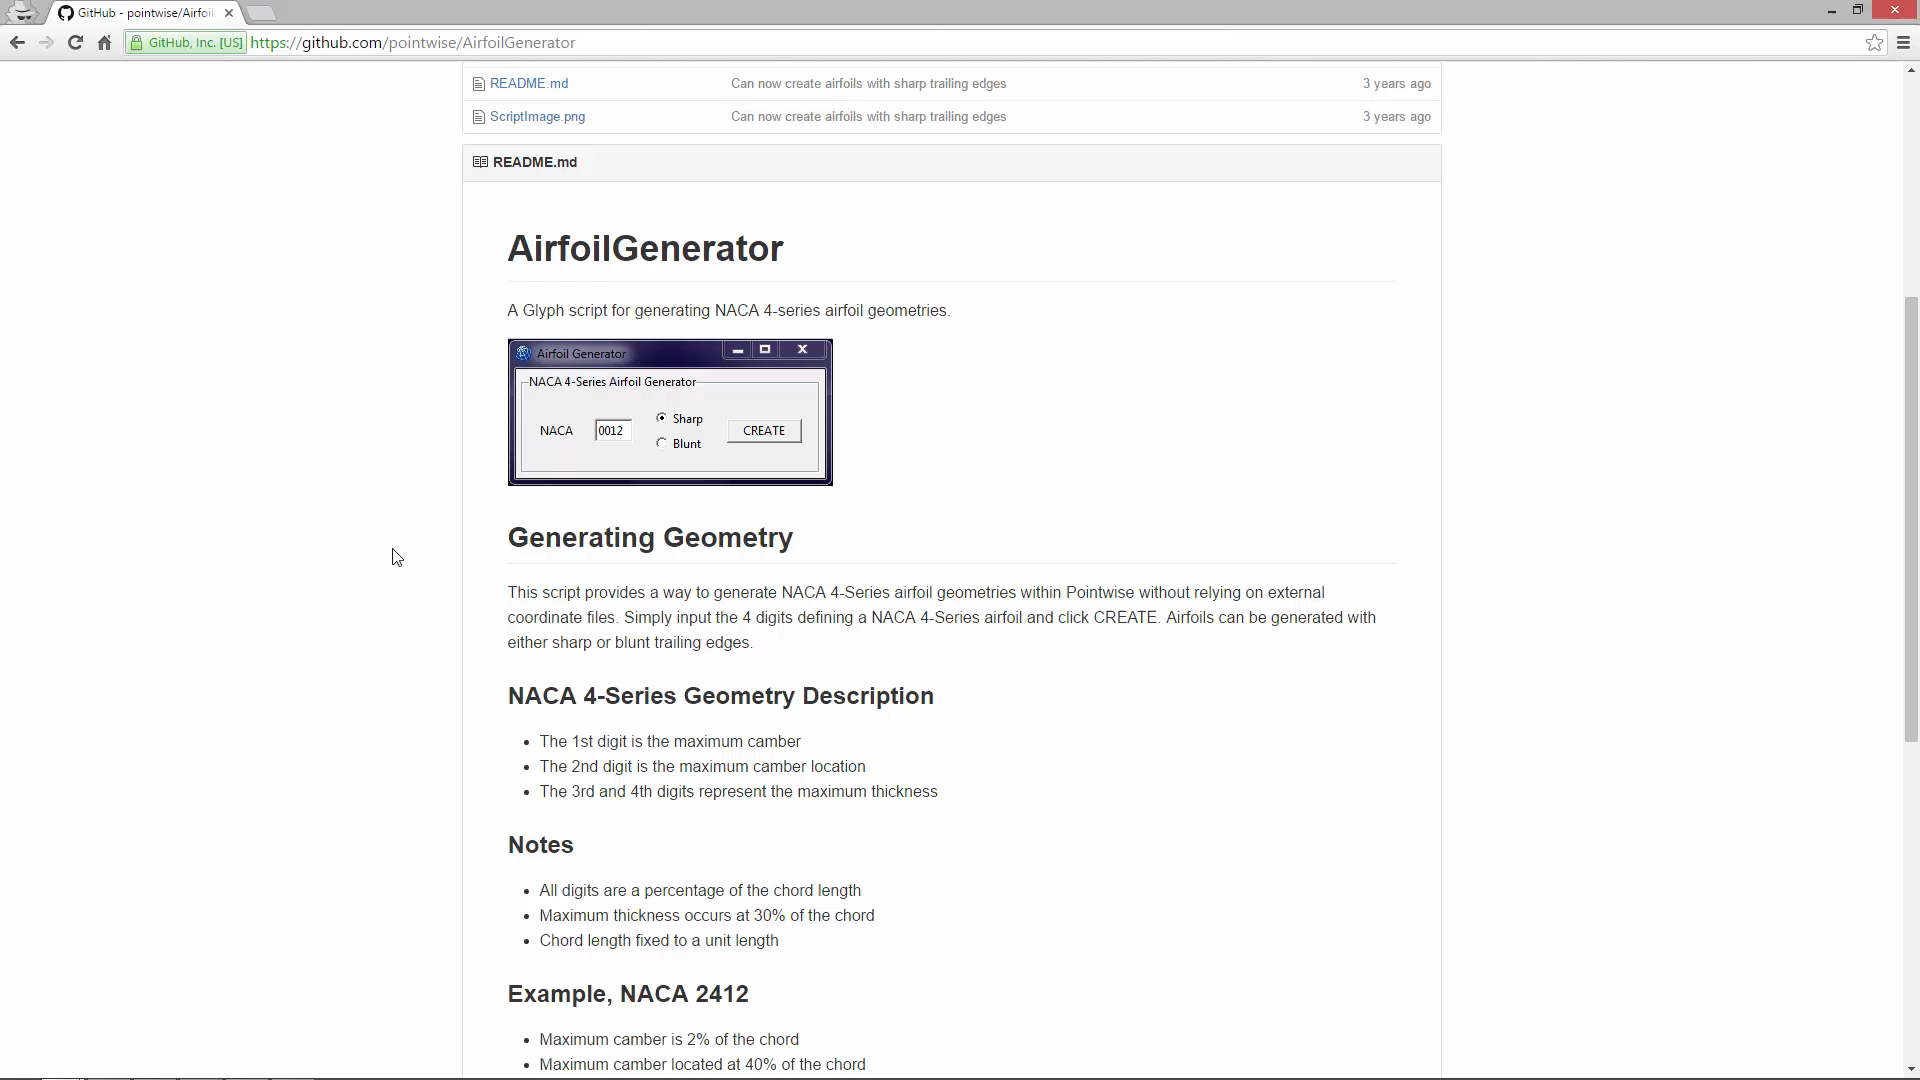 GitHub - pointwise/Airfoil
GitHub, Inc. [US] https://github.com/pointwise/AirfoilGenerator
README.md Can now create airfoils with sharp trailing edges 3 years ago
ScriptImage.png Can now create airfoils with sharp trailing edges 3 years ago
README.md
AirfoilGenerator
A Glyph script for generating NACA 4-series airfoil geometries.
Airfoil Generator
NACA 4-Series Airfoil Generator
Sharp
NACA 0012 CREATE
Blunt
Generating Geometry
This script provides a way to generate NACA 4-Series airfoil geometries within Pointwise without relying on external
coordinate files. Simply input the 4 digits defining a NACA 4-Series airfoil and click CREATE. Airfoils can be generated with
either sharp or blunt trailing edges.
NACA 4-Series Geometry Description
• The 1st digit is the maximum camber
• The 2nd digit is the maximum camber location
• The 3rd and 4th digits represent the maximum thickness
Notes
• All digits are a percentage of the chord length
• Maximum thickness occurs at 30% of the chord
• Chord length fixed to a unit length
Example, NACA 2412
• Maximum camber is 2% of the chord
• Maximum camber located at 40% of the chord